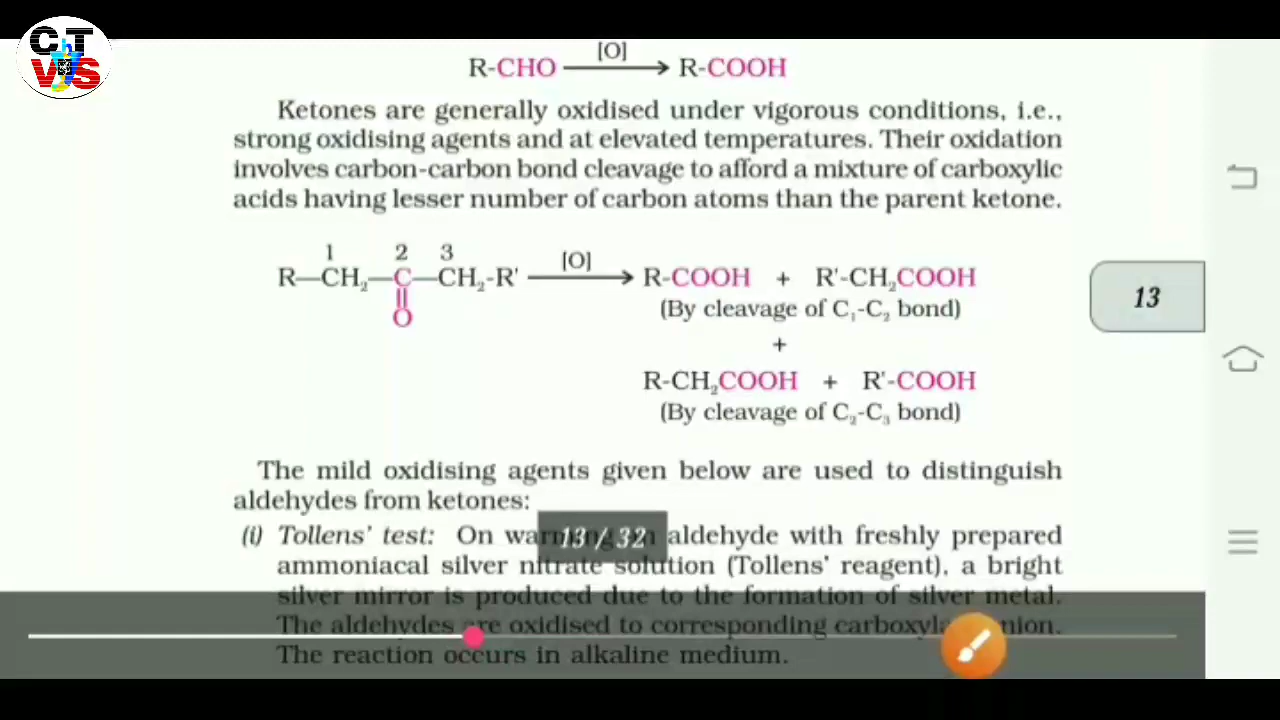 C T
V S
[O]
R-CHO ⟶ R-COOH
Ketones are generally oxidised under vigorous conditions, i.e.,
strong oxidising agents and at elevated temperatures. Their oxidation
involves carbon-carbon bond cleavage to afford a mixture of carboxylic
acids having lesser number of carbon atoms than the parent ketone.
1 2 3
R—CH₂—C—CH₂-R' [O]⟶ R-COOH + R'-CH₂COOH
O (By cleavage of C₁-C₂ bond)
+
R-CH₂COOH + R'-COOH
(By cleavage of C₂-C₃ bond)
13
The mild oxidising agents given below are used to distinguish
aldehydes from ketones:
13 / 32
(i) Tollens' test: On aldehyde with freshly prepared
ammoniacal silver nitrate solution (Tollens' reagent), a bright
silver mirror is produced due to the formation of silver metal.
The aldehydes are oxidised to corresponding
The reaction occurs in alkaline medium.